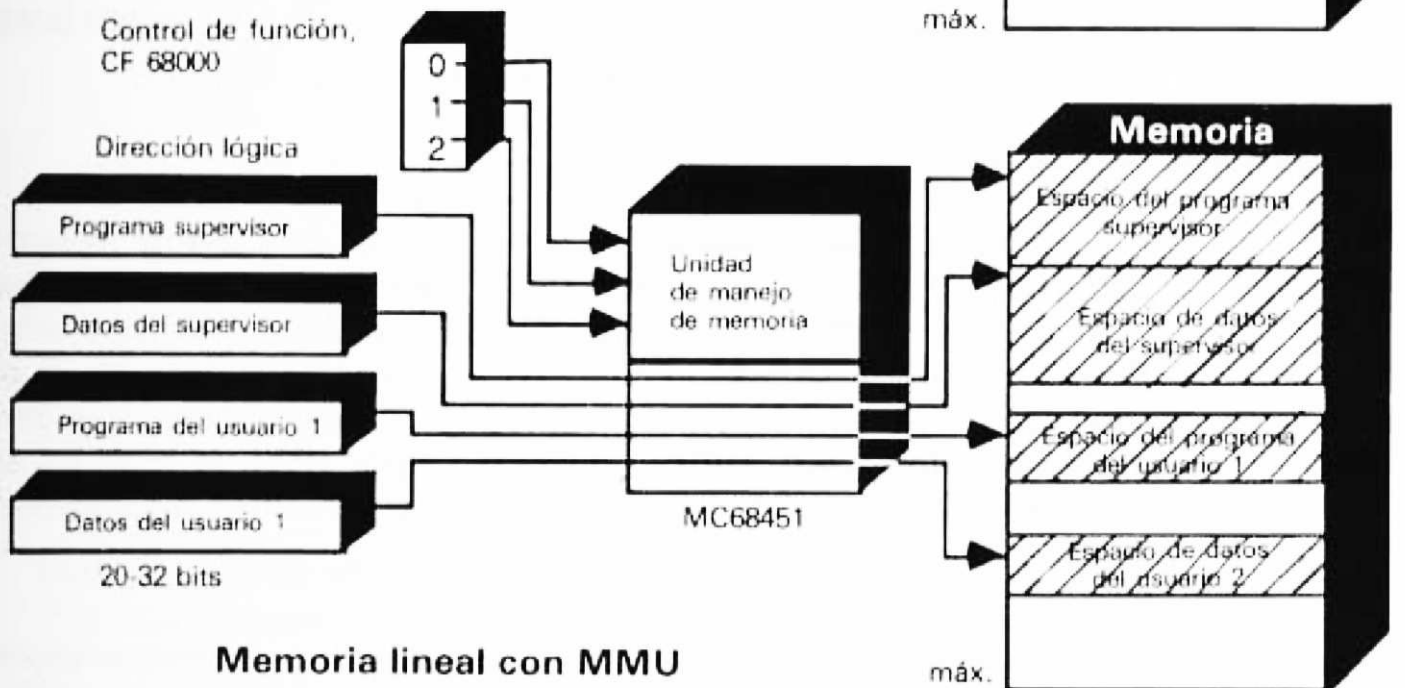 máx.
Control de función,
CF 68000
0
1
2
Dirección lógica
Programa supervisor
Datos del supervisor
Programa del usuario 1
Datos del usuario 1
20-32 bits
Unidad
de manejo
de memoria
MC68451
Memoria
Espacio del programa
supervisor
Espacio de datos
del supervisor
Espacio del programa
del usuario 1
Espacio de datos
del usuario 2
máx.
Memoria lineal con MMU